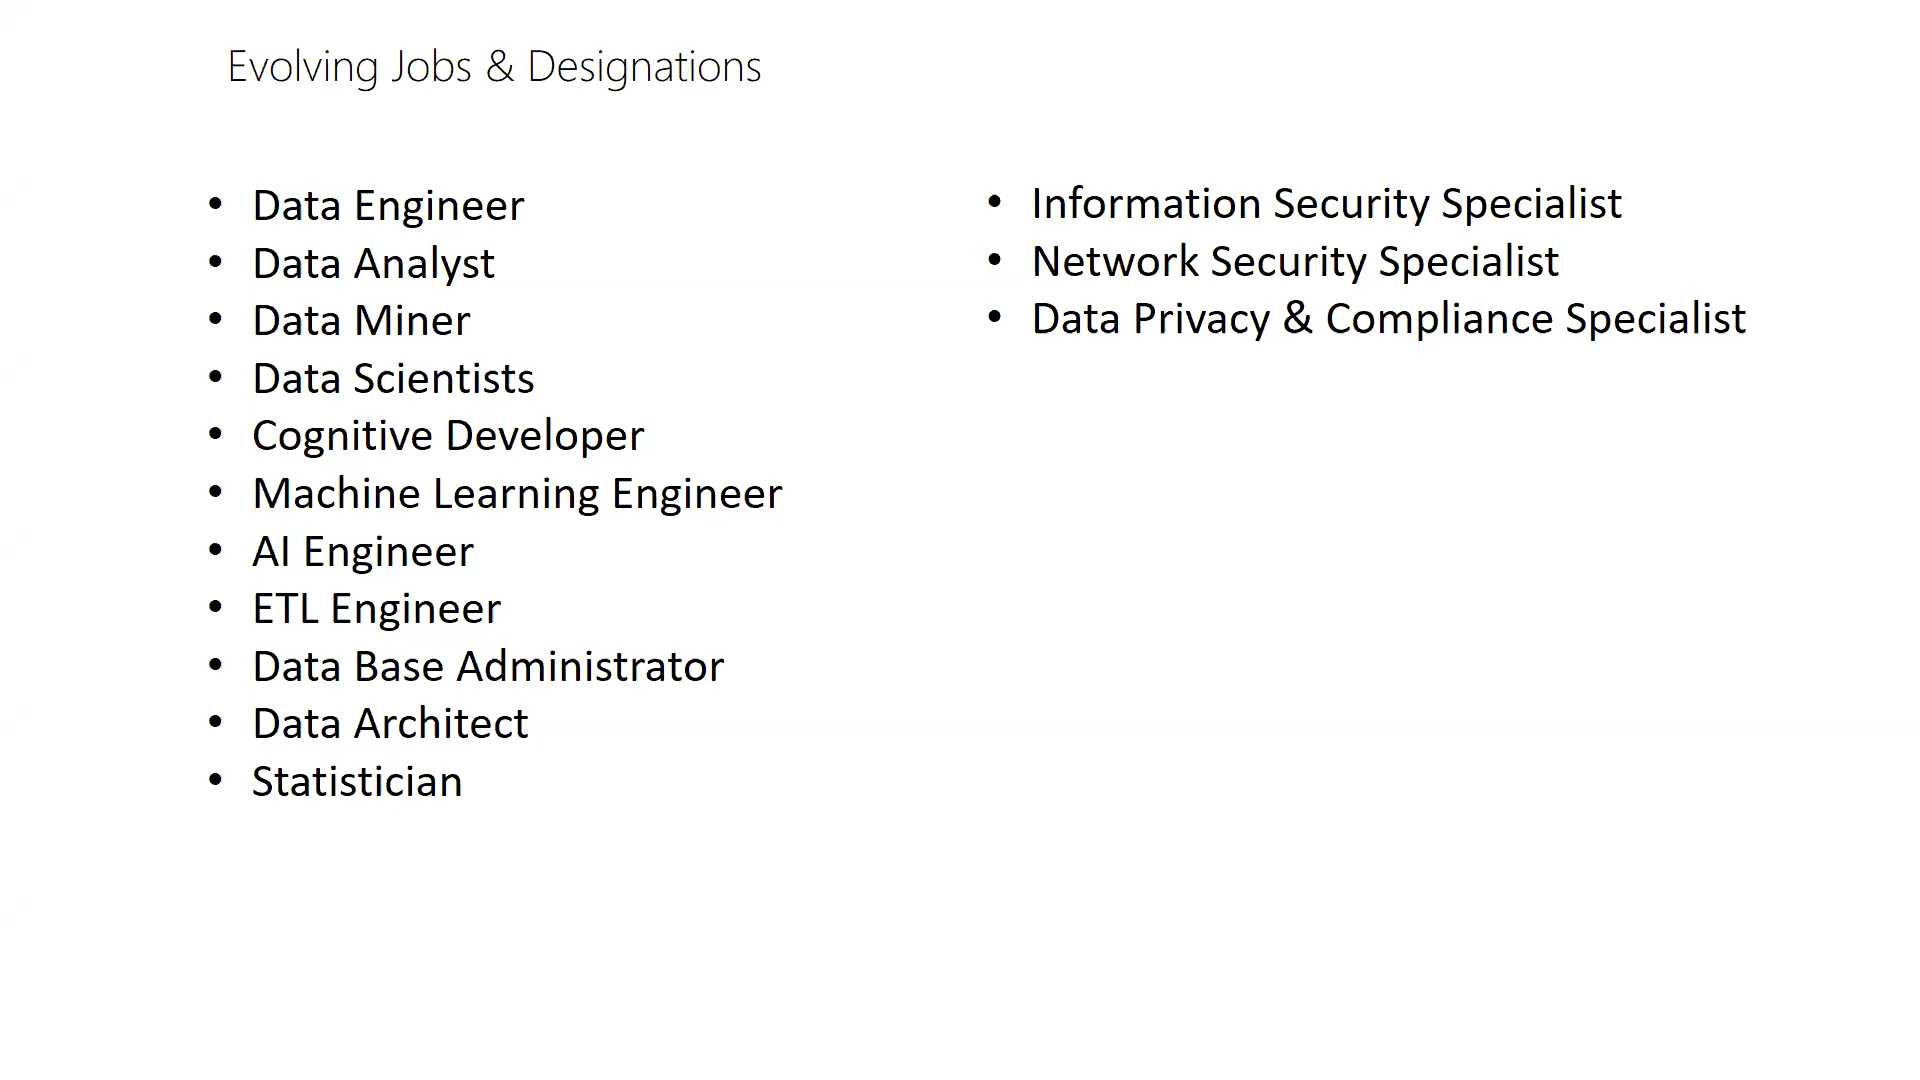 Evolving Jobs & Designations
• Data Engineer
• Data Analyst
• Data Miner
• Data Scientists
• Cognitive Developer
• Machine Learning Engineer
• AI Engineer
• ETL Engineer
• Data Base Administrator
• Data Architect
• Statistician
• Information Security Specialist
• Network Security Specialist
• Data Privacy & Compliance Specialist